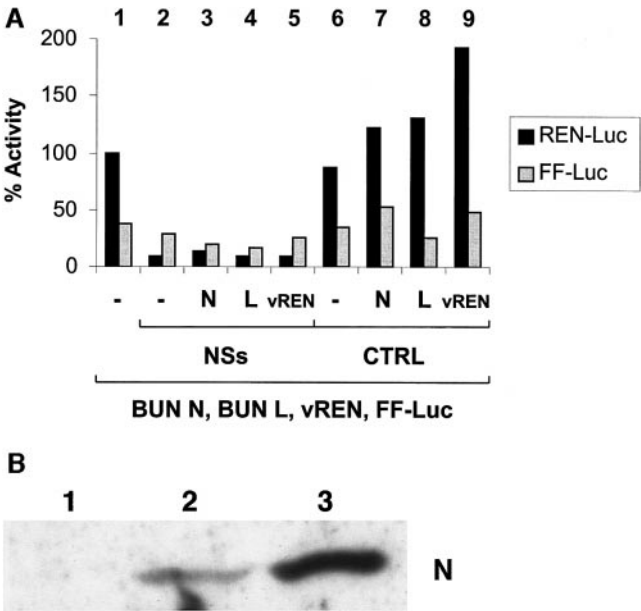 A 1 2 3 4 5 6 7 8 9
200
150
100
50
0
% Activity
REN-Luc
FF-Luc
- - N L vREN - N L vREN
NSs CTRL
BUN N, BUN L, vREN, FF-Luc
B
1 2 3
N